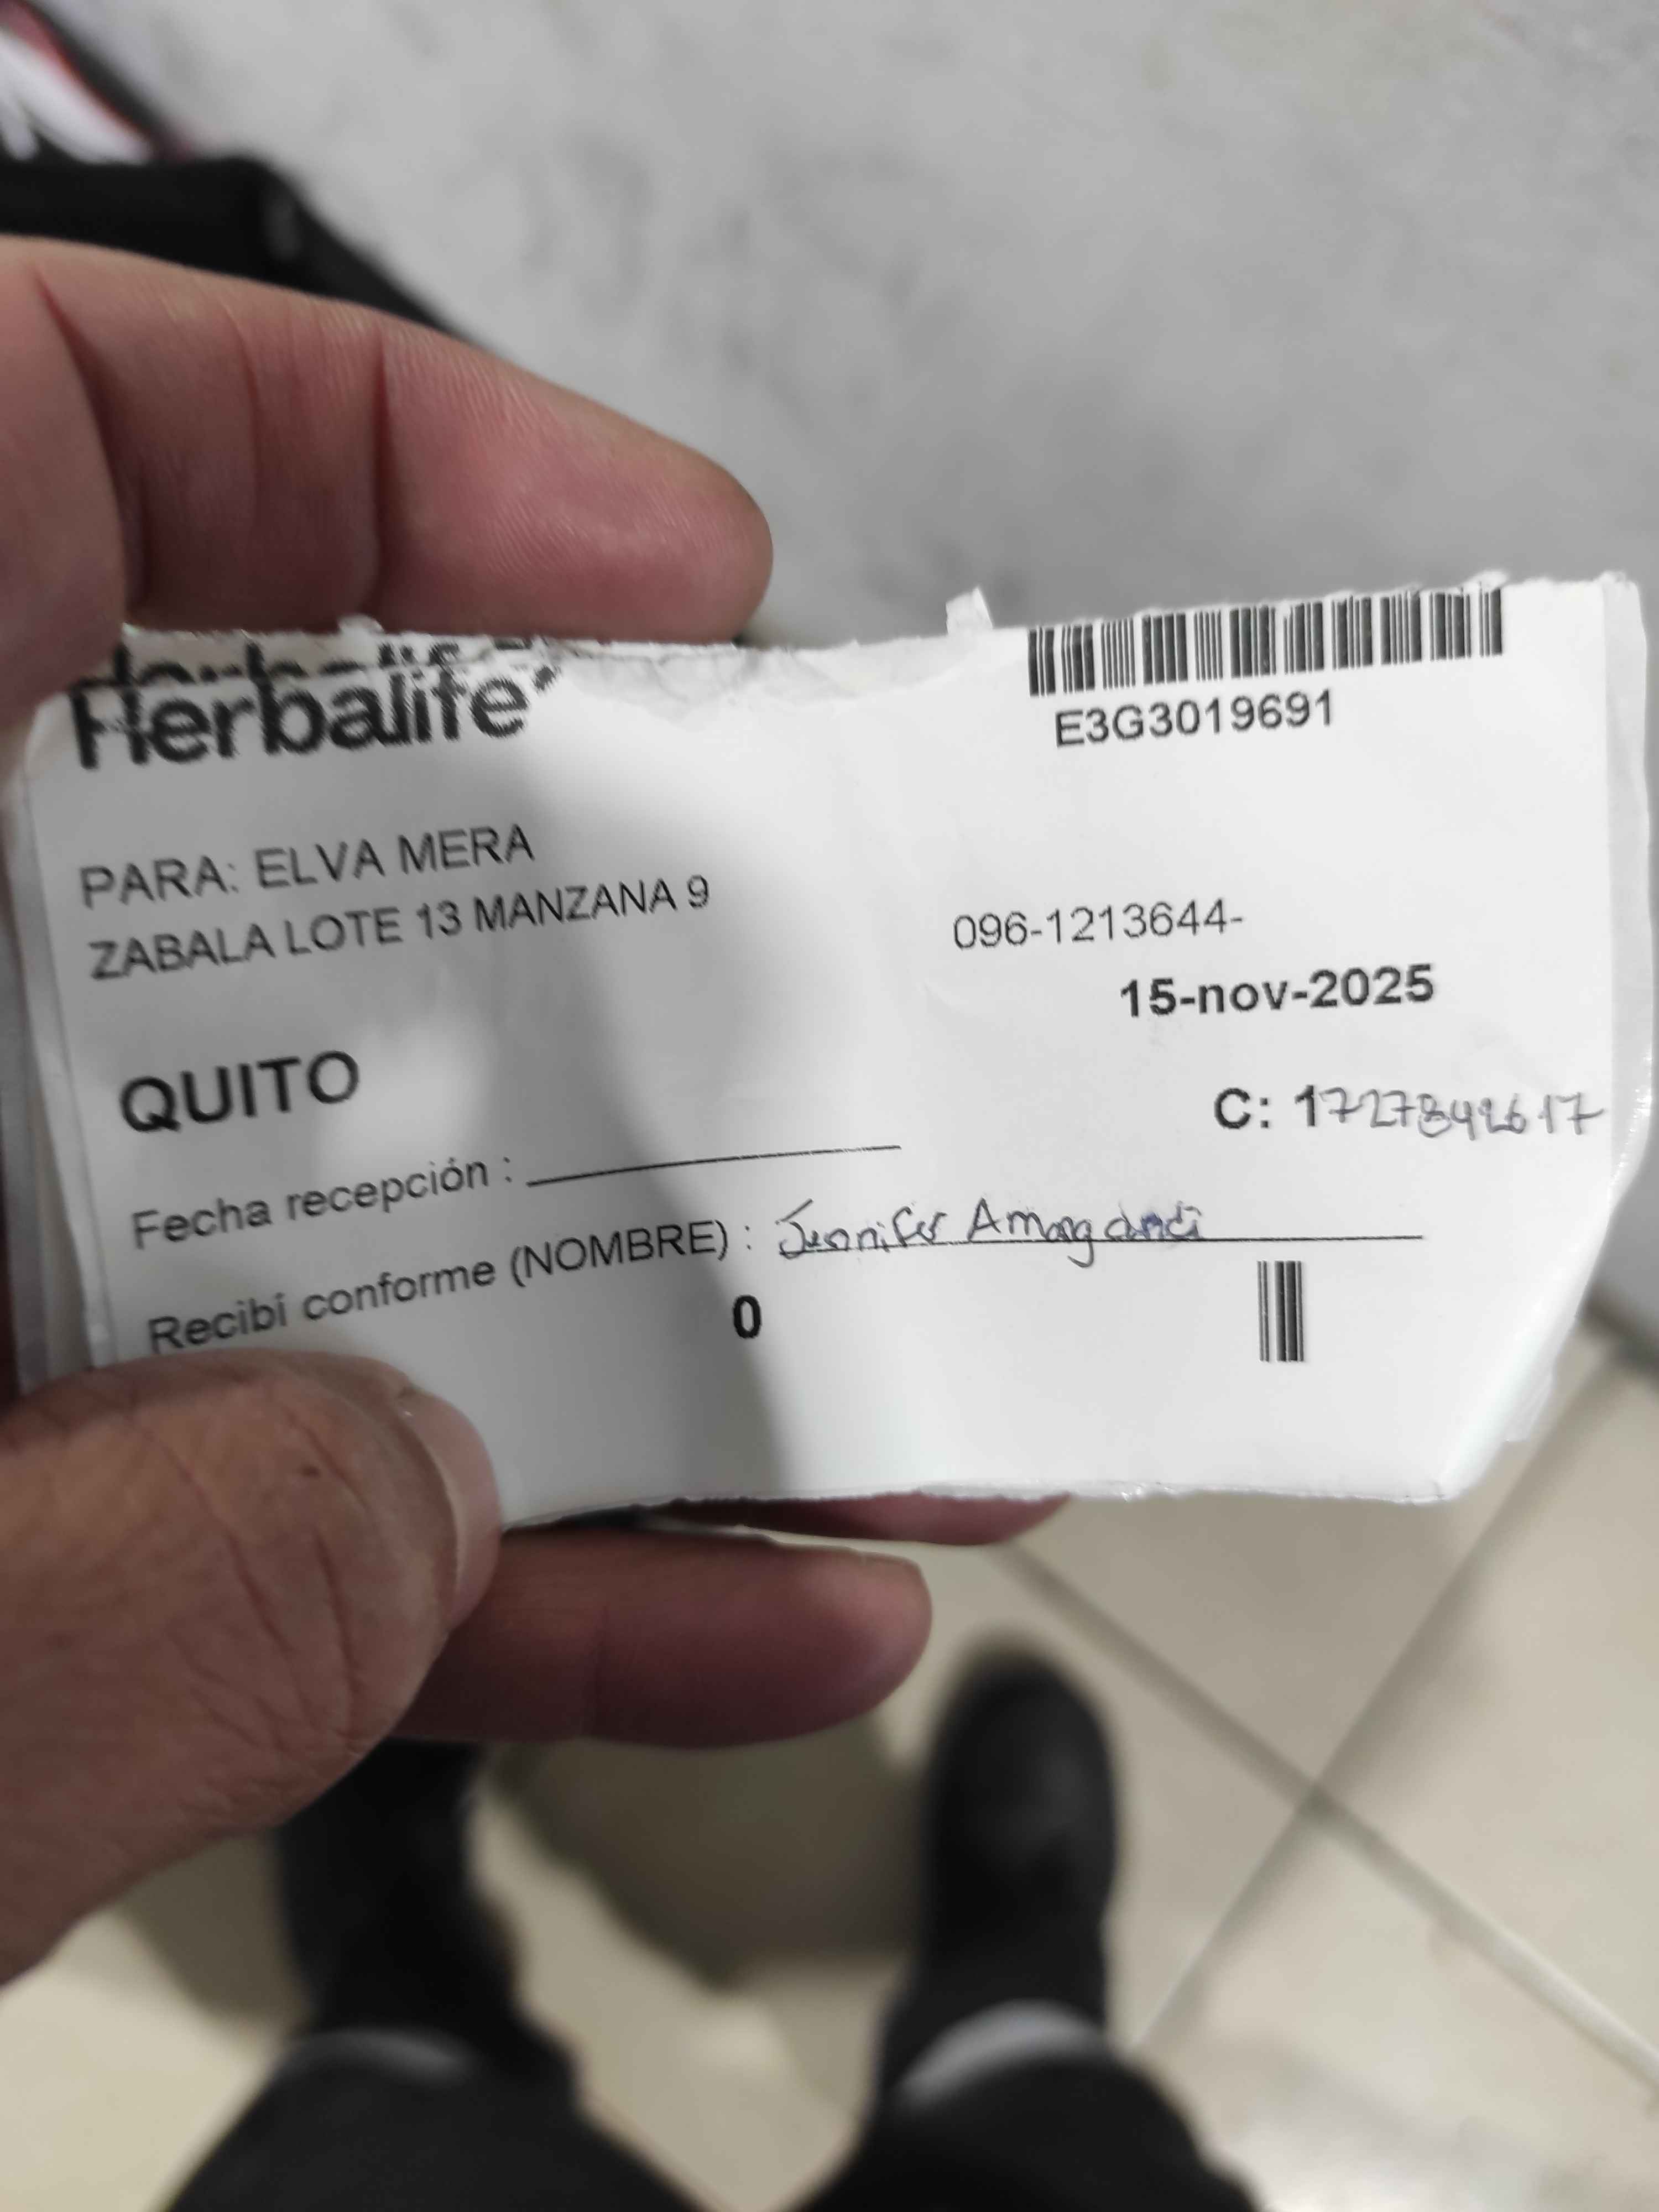 Herbalife
E3G3019691
PARA: ELVA MERA
ZABALA LOTE 13 MANZANA 9
096-1213644-
15-nov-2025
QUITO
C: 1727842617
Fecha recepción :
Recibí conforme (NOMBRE) : Jennifer
0